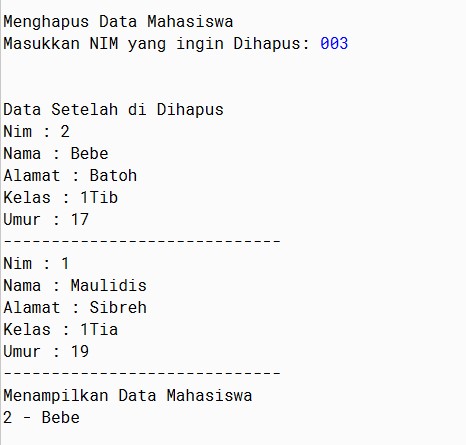 Menghapus Data Mahasiswa
Masukkan NIM yang ingin Dihapus: 003
Data Setelah di Dihapus
Nim : 2
Nama : Bebe
Alamat : Batoh
Kelas : 1Tib
Umur : 17
-----------------------------
Nim : 1
Nama : Maulidis
Alamat : Sibreh
Kelas : 1Tia
Umur : 19
-----------------------------
Menampilkan Data Mahasiswa
2 - Bebe